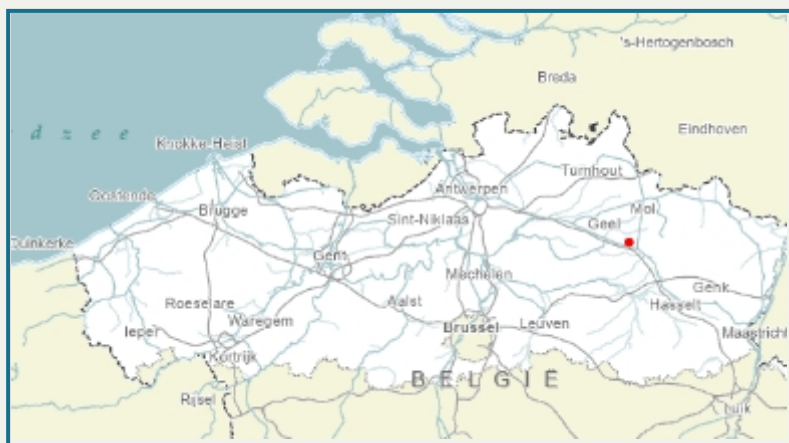 's-Hertogenbosch
Breda
Eindhoven
d z e e
Knokke-Heist
Turnhout
Oostende
Antwerpen
Mol
Brugge
Sint-Niklaas
Geel
Duinkerke
Gent
Mechelen
Genk
Roeselare
Aalst
Hasselt
Ieper
Waregem
Brussel
Leuven
Maastricht
Kortrijk
BELGIË
Rijsel
Luik